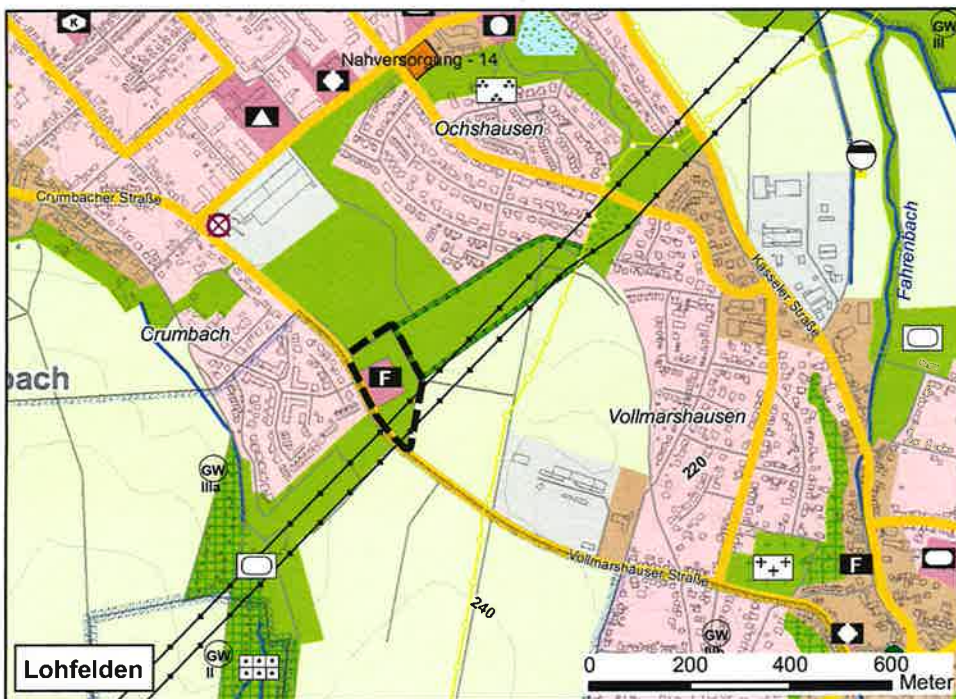 K
GW
III
Nahversorgung - 14
Ochshausen
Crumbacher Straße
Kasseler Straße
Fahrenbach
Crumbach
bach
F
Vollmarshausen
220
GW
IIIa
F
Vollmarshäuser Straße
240
GW
II
GW
Lohfelden
0 200 400 600
Meter